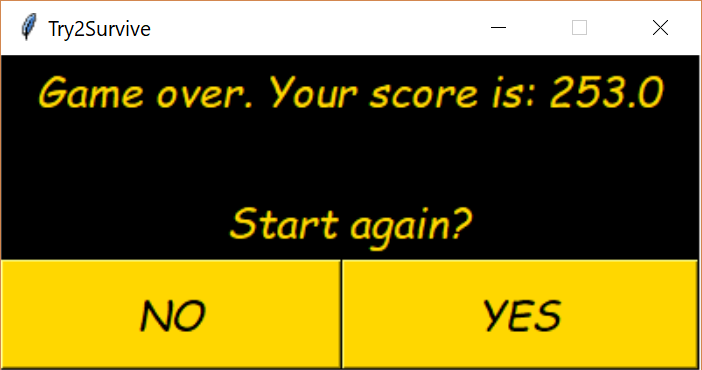 Try2Survive
Game over. Your score is: 253.0
Start again?
NO
YES